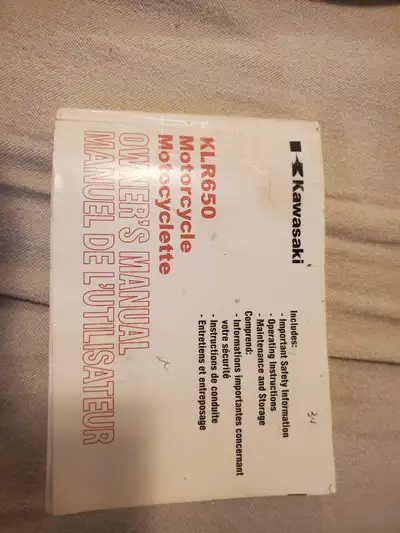 Kawasaki
Includes:
- Important Safety Information
- Operating Instructions
- Maintenance and Storage
Comprend:
- Informations importantes concernant
votre sécurité
- Instructions de conduite
- Entretiens et entreposage
KLR650
Motorcycle
Motocyclette
OWNER'S MANUAL
MANUEL DE L'UTILISATEUR